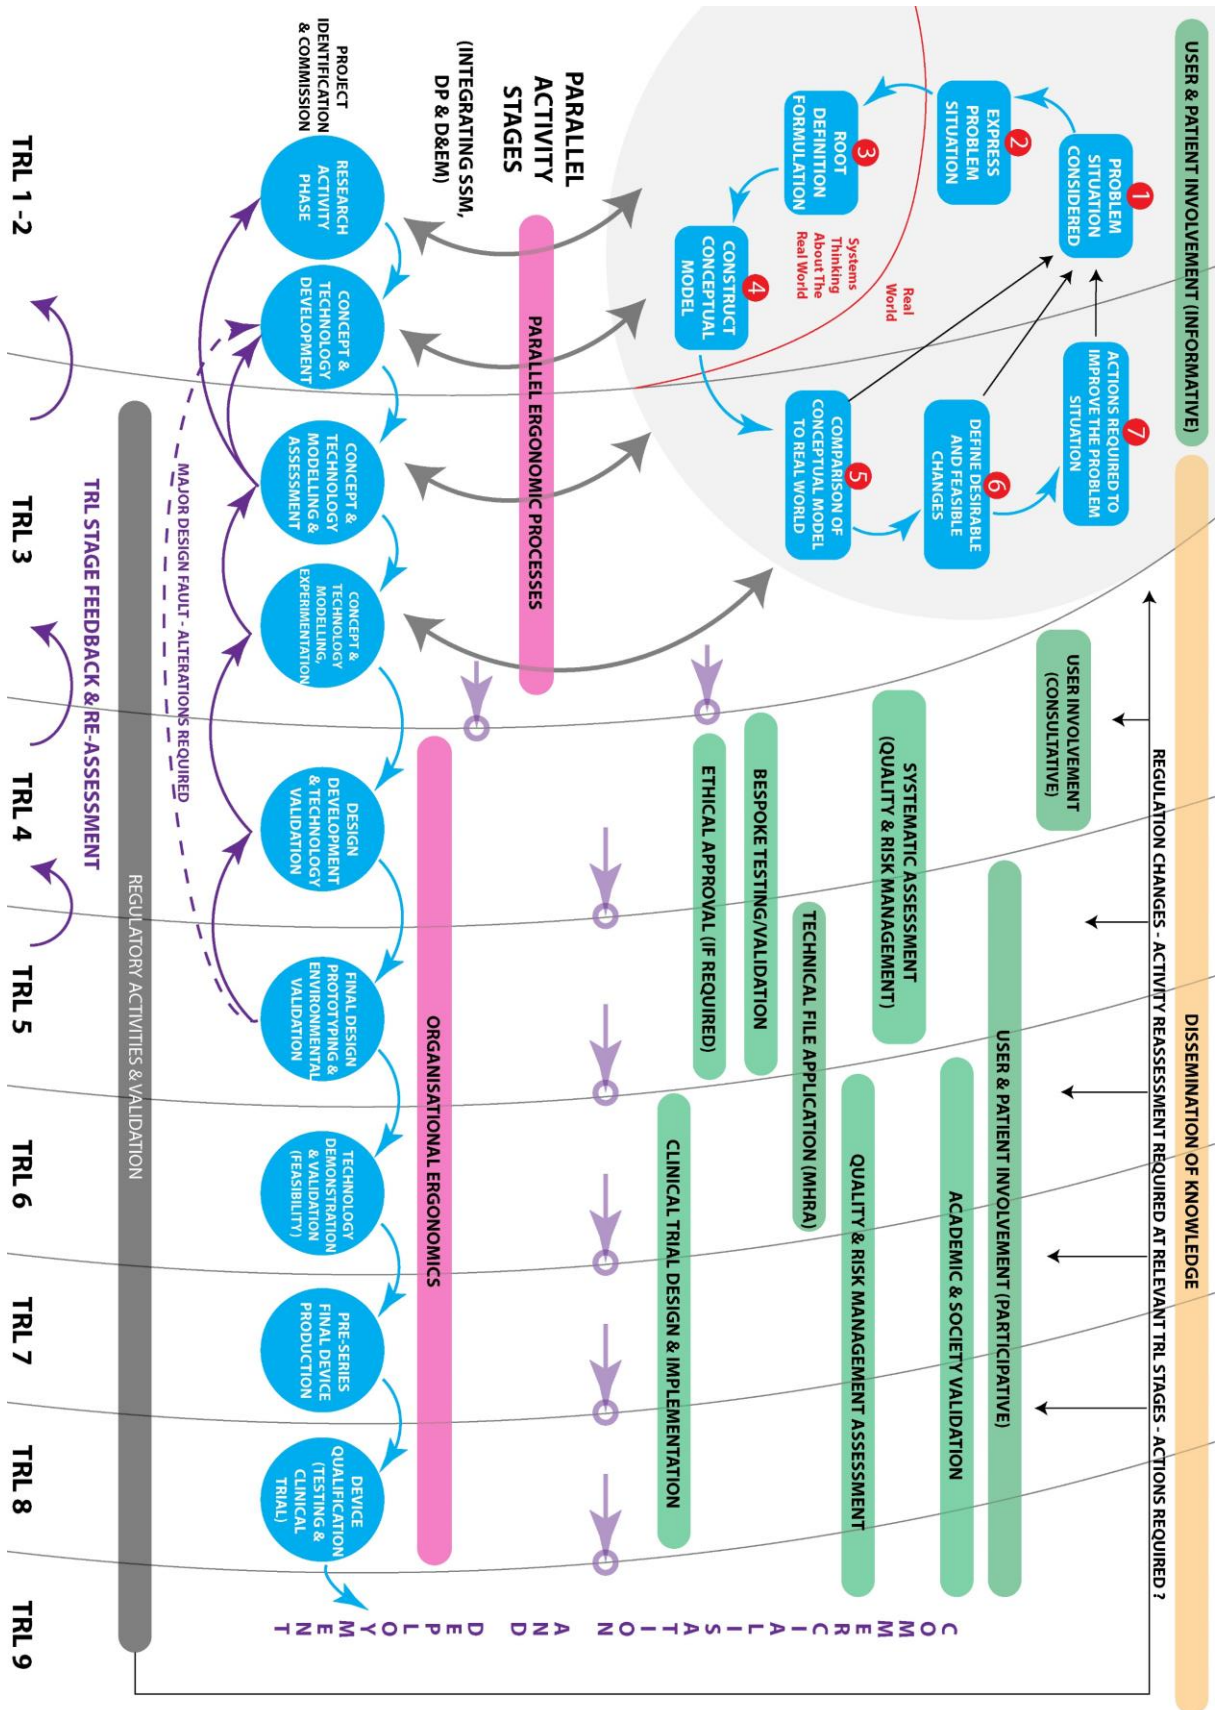 USER & PATIENT INVOLVEMENT (INFORMATIVE)
DISSEMINATION OF KNOWLEDGE
REGULATION CHANGES - ACTIVITY REASSESSMENT REQUIRED AT RELEVANT TRL STAGES - ACTIONS REQUIRED ?
1
PROBLEM
SITUATION
CONSIDERED
2
EXPRESS
PROBLEM
SITUATION
3
ROOT
DEFINITION
FORMULATION
4
CONSTRUCT
CONCEPTUAL
MODEL
5
COMPARISON OF
CONCEPTUAL MODEL
TO REAL WORLD
6
DEFINE DESIRABLE
AND FEASIBLE
CHANGES
7
ACTIONS REQUIRED TO
IMPROVE THE PROBLEM
SITUATION
Real
World
Systems
Thinking
About The
Real World
USER INVOLVEMENT
(CONSULTATIVE)
USER & PATIENT INVOLVEMENT (PARTICIPATIVE)
ACADEMIC & SOCIETY VALIDATION
SYSTEMATIC ASSESSMENT
(QUALITY & RISK MANAGEMENT)
QUALITY & RISK MANAGEMENT ASSESSMENT
TECHNICAL FILE APPLICATION (MHRA)
BESPOKE TESTING/VALIDATION
ETHICAL APPROVAL (IF REQUIRED)
CLINICAL TRIAL DESIGN & IMPLEMENTATION
PARALLEL
ACTIVITY
STAGES
(INTEGRATING SSM,
DP & D&EM)
PARALLEL ERGONOMIC PROCESSES
ORGANISATIONAL ERGONOMICS
PROJECT
IDENTIFICATION
& COMMISSION
RESEARCH
ACTIVITY
PHASE
CONCEPT &
TECHNOLOGY
DEVELOPMENT
CONCEPT &
TECHNOLOGY
MODELLING &
ASSESSMENT
CONCEPT &
TECHNOLOGY
MODELLING,
EXPERIMENTATION
DESIGN
DEVELOPMENT
& TECHNOLOGY
VALIDATION
FINAL DESIGN
PROTOTYPING &
ENVIRONMENTAL
VALIDATION
TECHNOLOGY
DEMONSTRATION
& VALIDATION
(FEASIBILITY)
PRE-SERIES
FINAL DEVICE
PRODUCTION
DEVICE
QUALIFICATION
(TESTING &
CLINICAL
TRIAL)
COMMERCIALISATION AND DEPLOYMENT
MAJOR DESIGN FAULT - ALTERATIONS REQUIRED
REGULATORY ACTIVITIES & VALIDATION
TRL STAGE FEEDBACK & RE-ASSESSMENT
TRL 1 -2
TRL 3
TRL 4
TRL 5
TRL 6
TRL 7
TRL 8
TRL 9